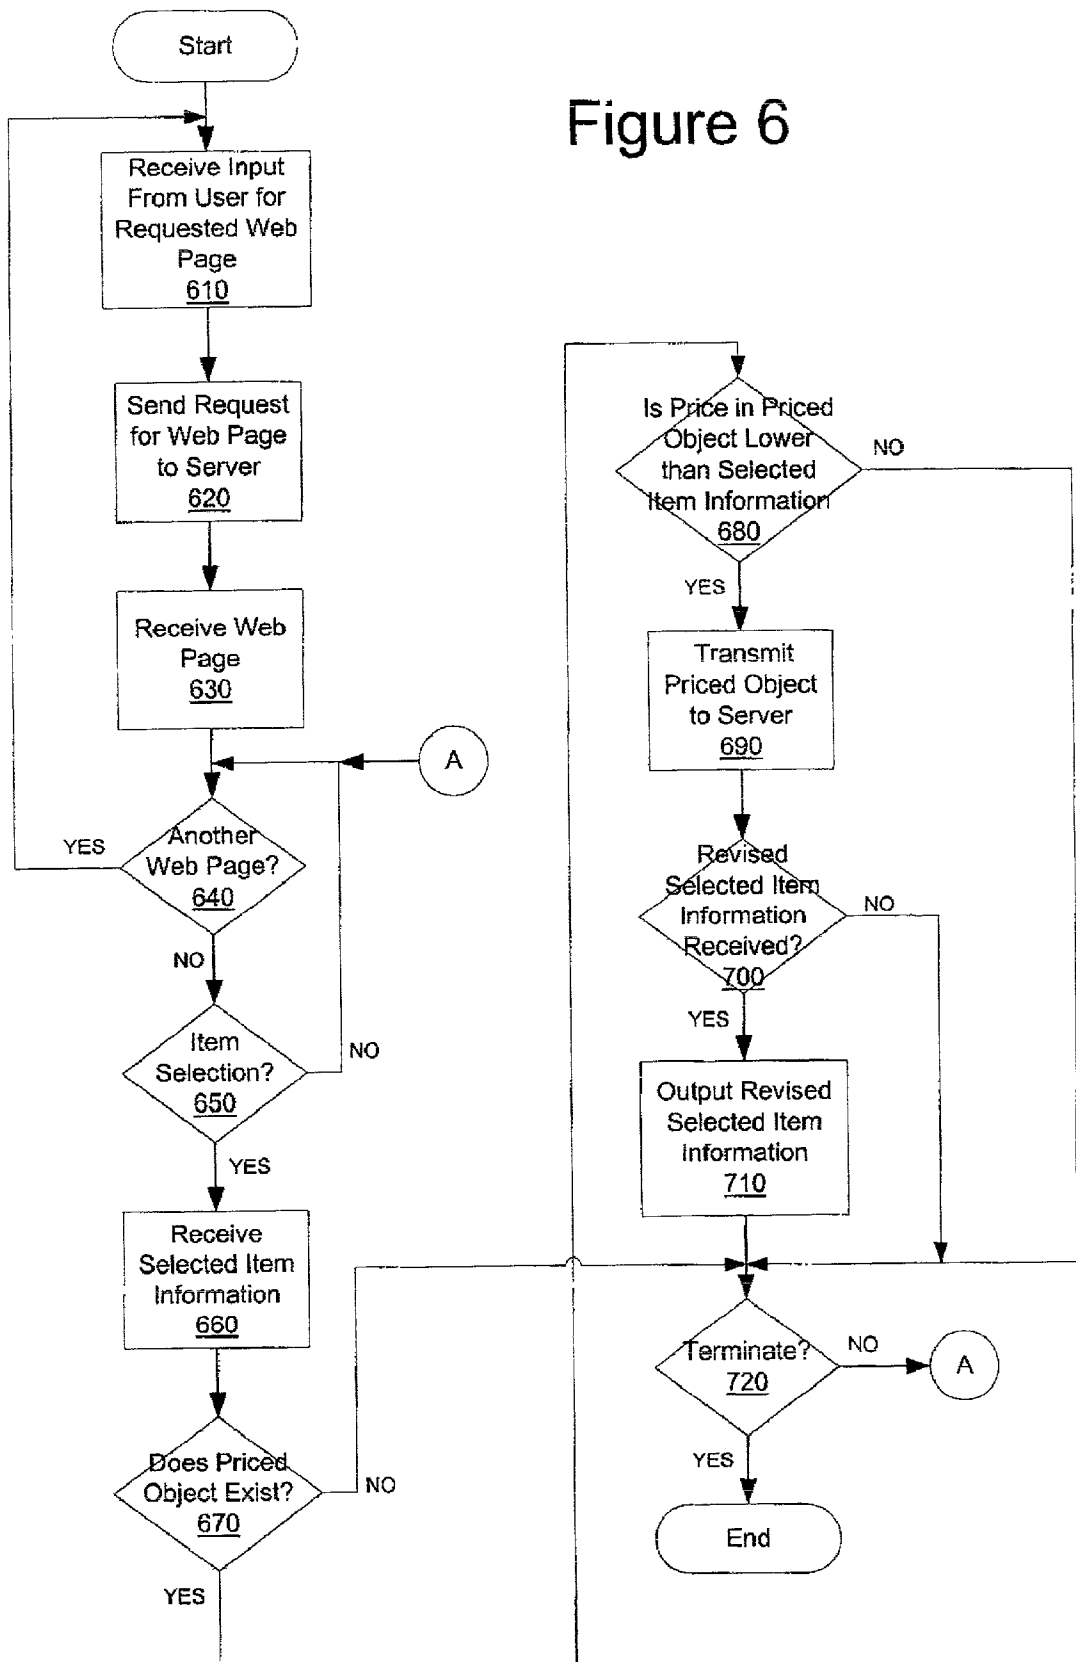 Start
Figure 6
Receive Input
From User for
Requested Web
Page
610
Send Request
for Web Page
to Server
620
Receive Web
Page
630
A
Another
Web Page?
640
YES
NO
Item
Selection?
650
NO
YES
Receive
Selected Item
Information
660
Does Priced
Object Exist?
670
NO
YES
Is Price in Priced
Object Lower
than Selected
Item Information
680
NO
YES
Transmit
Priced Object
to Server
690
Revised
Selected Item
Information
Received?
700
NO
YES
Output Revised
Selected Item
Information
710
Terminate?
720
NO
A
YES
End